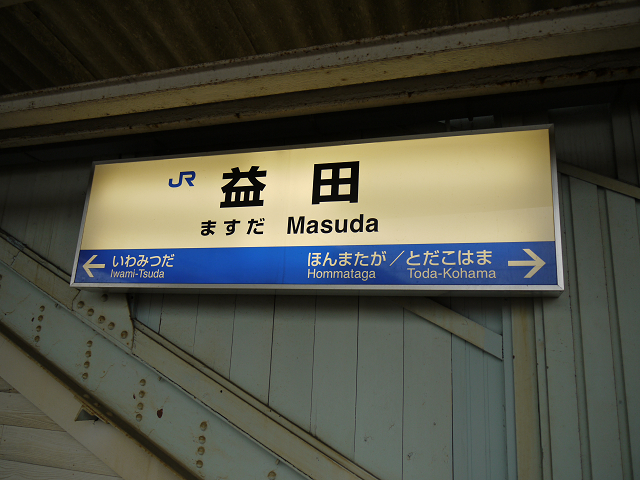 JR 益田
ますだ Masuda
← いわみつだ ほんまたが／とだこはま →
Iwami-Tsuda Hommataga Toda-Kohama